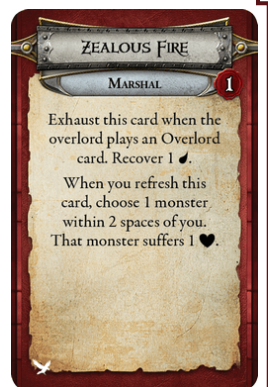 Zealous Fire
Marshal
1
Exhaust this card when the
overlord plays an Overlord
card. Recover 1 .
When you refresh this
card, choose 1 monster
within 2 spaces of you.
That monster suffers 1 ♥.